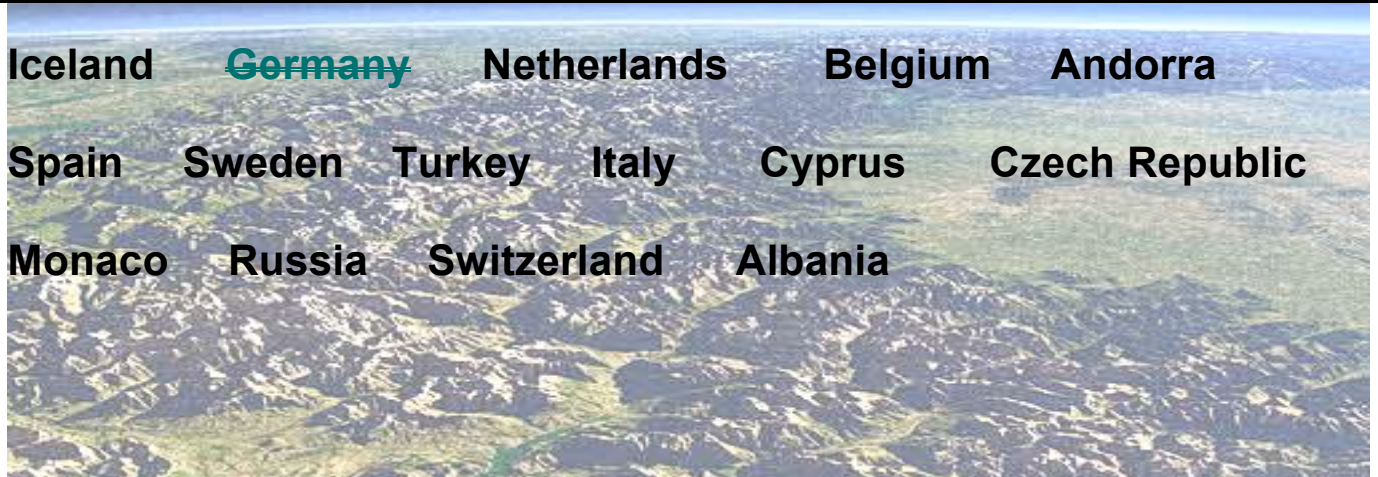 Iceland Germany Netherlands Belgium Andorra
Spain Sweden Turkey Italy Cyprus Czech Republic
Monaco Russia Switzerland Albania